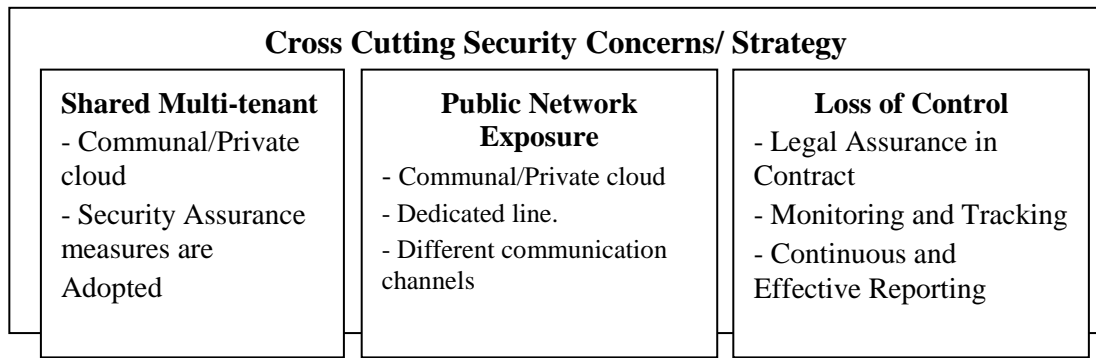 Cross Cutting Security Concerns/ Strategy
Shared Multi-tenant
- Communal/Private
cloud
- Security Assurance
measures are
Adopted
Public Network
Exposure
- Communal/Private cloud
- Dedicated line.
- Different communication
channels
Loss of Control
- Legal Assurance in
Contract
- Monitoring and Tracking
- Continuous and
Effective Reporting